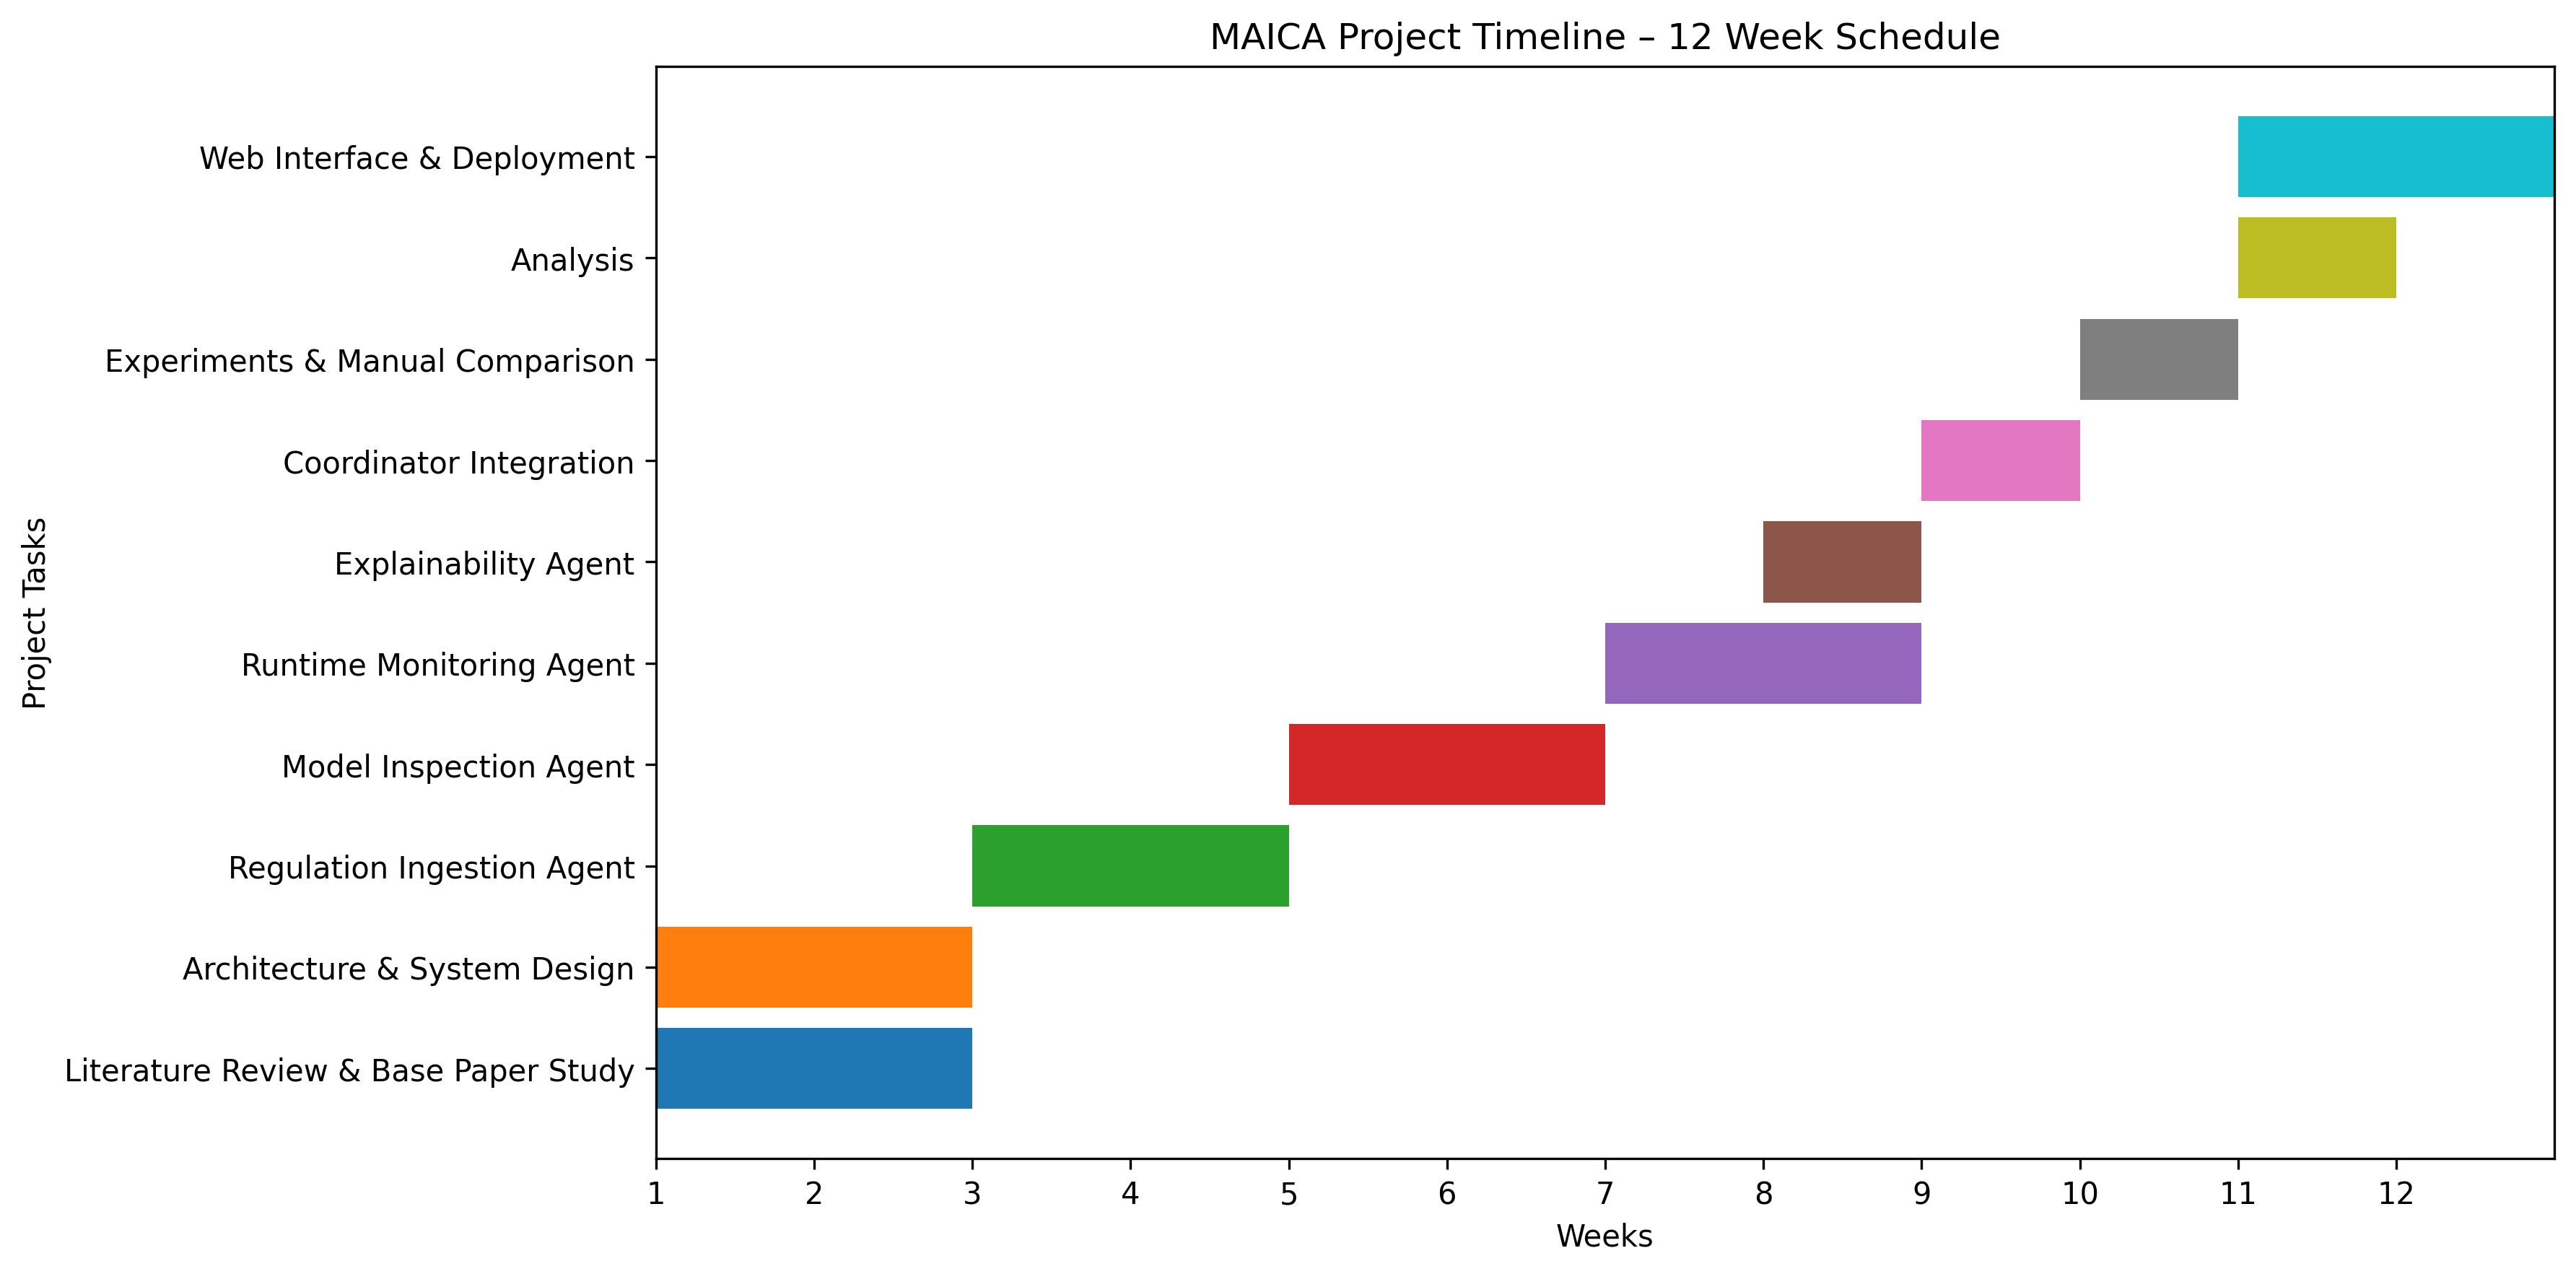 MAICA Project Timeline – 12 Week Schedule
Project Tasks
Web Interface & Deployment
Analysis
Experiments & Manual Comparison
Coordinator Integration
Explainability Agent
Runtime Monitoring Agent
Model Inspection Agent
Regulation Ingestion Agent
Architecture & System Design
Literature Review & Base Paper Study
1 2 3 4 5 6 7 8 9 10 11 12
Weeks